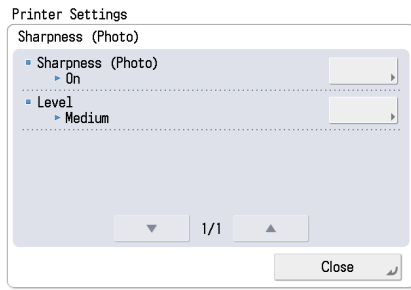 Printer Settings
Sharpness (Photo)
Sharpness (Photo)
On
Level
Medium
1/1
Close